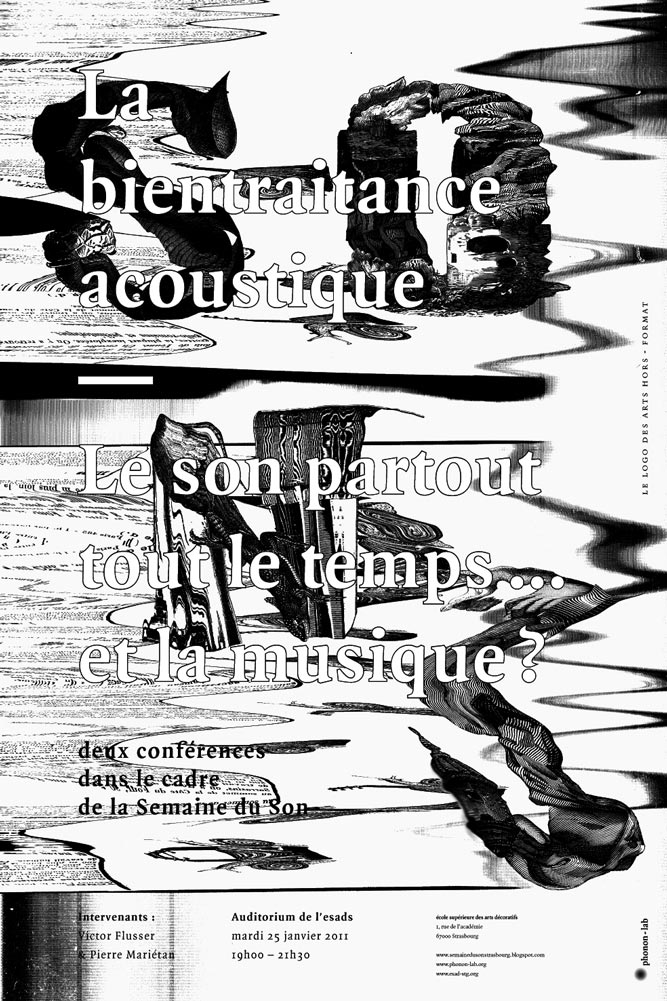 La
bientraitance
acoustique
Le son partout
tout le temps...
et la musique ?
deux conférences
dans le cadre
de la Semaine du Son
Intervenants :
Victor Flusser
& Pierre Mariétan
Auditorium de l'esads
mardi 25 janvier 2011
19h00 – 21h30
école supérieure des arts décoratifs
1, rue de l'académie
67000 Strasbourg
www.semainedusonstrasbourg.blogspot.com
www.phonon-lab.org
www.esad-stg.org
LE LOGO DES ARTS HORS - FORMAT
phonon-lab